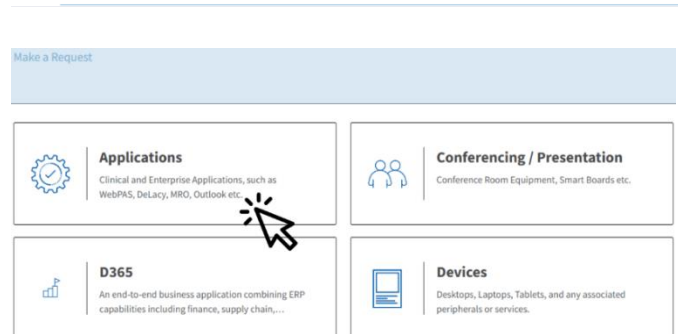 Make a Request
Applications
Clinical and Enterprise Applications, such as
WebPAS, DeLacy, MRO, Outlook etc.
Conferencing / Presentation
Conference Room Equipment, Smart Boards etc.
D365
An end-to-end business application combining ERP
capabilities including finance, supply chain,...
Devices
Desktops, Laptops, Tablets, and any associated
peripherals or services.